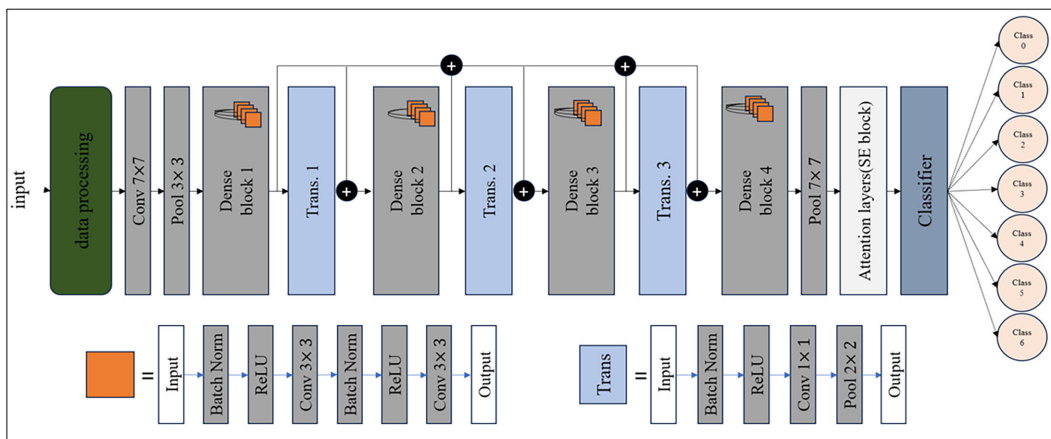 input
data processing
Conv 7×7
Pool 3×3
Dense
block 1
Trans. 1
+
Dense
block 2
+
Trans. 2
+
Dense
block 3
+
Trans. 3
+
Dense
block 4
Pool 7×7
Attention layers(SE block)
Classifier
Class
0
Class
1
Class
2
Class
3
Class
4
Class
5
Class
6
=
Input
Batch Norm
ReLU
Conv 3×3
Batch Norm
ReLU
Conv 3×3
Output
Trans
=
Input
Batch Norm
ReLU
Conv 1×1
Pool 2×2
Output